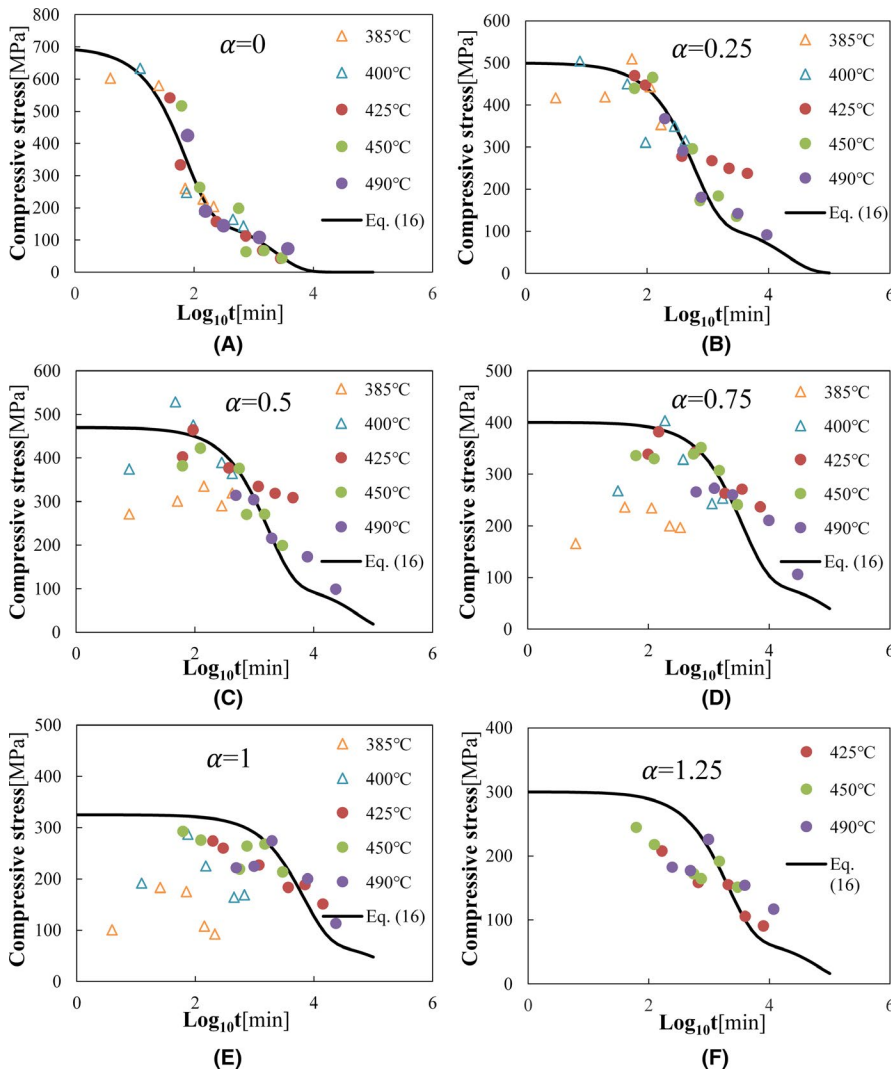 α=0
800
700
600
500
400
300
200
100
0
0
2
4
6
Compressive stress[MPa]
Log10t[min]
385°C
400°C
425°C
450°C
490°C
Eq. (16)
(A)
α=0.25
600
500
400
300
200
100
0
0
2
4
6
Compressive stress[MPa]
Log10t[min]
385°C
400°C
425°C
450°C
490°C
Eq. (16)
(B)
α=0.5
600
500
400
300
200
100
0
0
2
4
6
Compressive stress[MPa]
Log10t[min]
385°C
400°C
425°C
450°C
490°C
Eq. (16)
(C)
α=0.75
500
400
300
200
100
0
0
2
4
6
Compressive stress[MPa]
Log10t[min]
385°C
400°C
425°C
450°C
490°C
Eq. (16)
(D)
α=1
500
400
300
200
100
0
0
2
4
6
Compressive stress[MPa]
Log10t[min]
385°C
400°C
425°C
450°C
490°C
Eq. (16)
(E)
α=1.25
400
300
200
100
0
0
2
4
6
Compressive stress[MPa]
Log10t[min]
425°C
450°C
490°C
Eq.
(16)
(F)